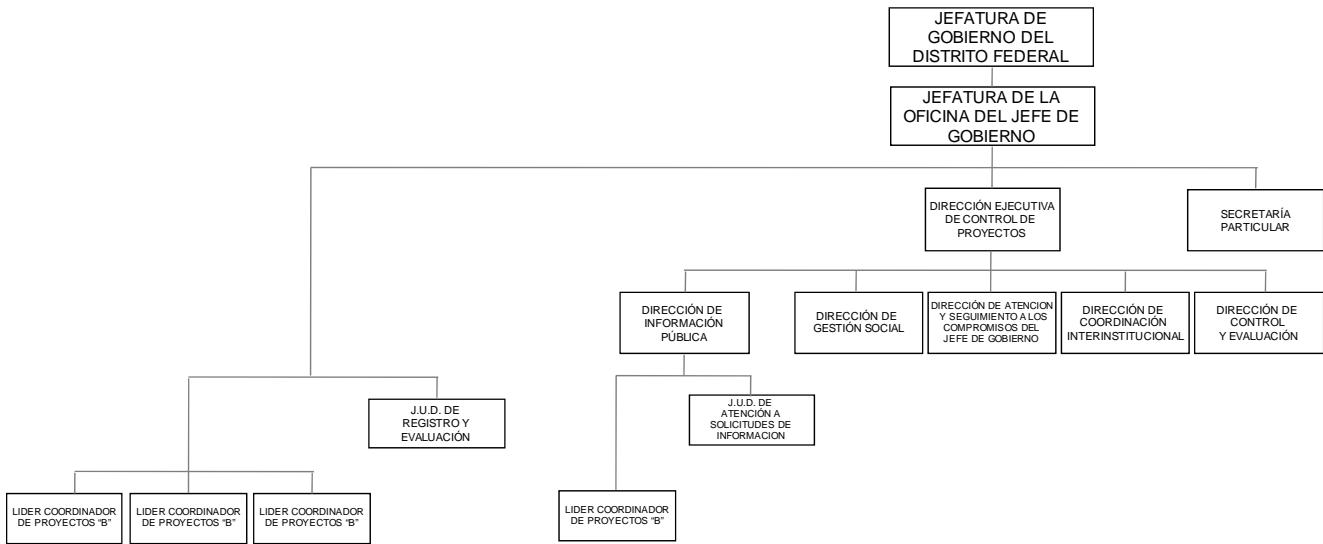 JEFATURA DE
GOBIERNO DEL
DISTRITO FEDERAL
JEFATURA DE LA
OFICINA DEL JEFE DE
GOBIERNO
DIRECCIÓN EJECUTIVA
DE CONTROL DE
PROYECTOS
SECRETARÍA
PARTICULAR
DIRECCIÓN DE
INFORMACIÓN
PÚBLICA
DIRECCIÓN DE
GESTIÓN SOCIAL
DIRECCIÓN DE ATENCION
Y SEGUIMIENTO A LOS
COMPROMISOS DEL
JEFE DE GOBIERNO
DIRECCIÓN DE
COORDINACIÓN
INTERINSTITUCIONAL
DIRECCIÓN DE
CONTROL
Y EVALUACIÓN
J.U.D. DE
REGISTRO Y
EVALUACIÓN
J.U.D. DE
ATENCIÓN A
SOLICITUDES DE
INFORMACION
LIDER COORDINADOR
DE PROYECTOS “B”
LIDER COORDINADOR
DE PROYECTOS “B”
LIDER COORDINADOR
DE PROYECTOS “B”
LIDER COORDINADOR
DE PROYECTOS “B”